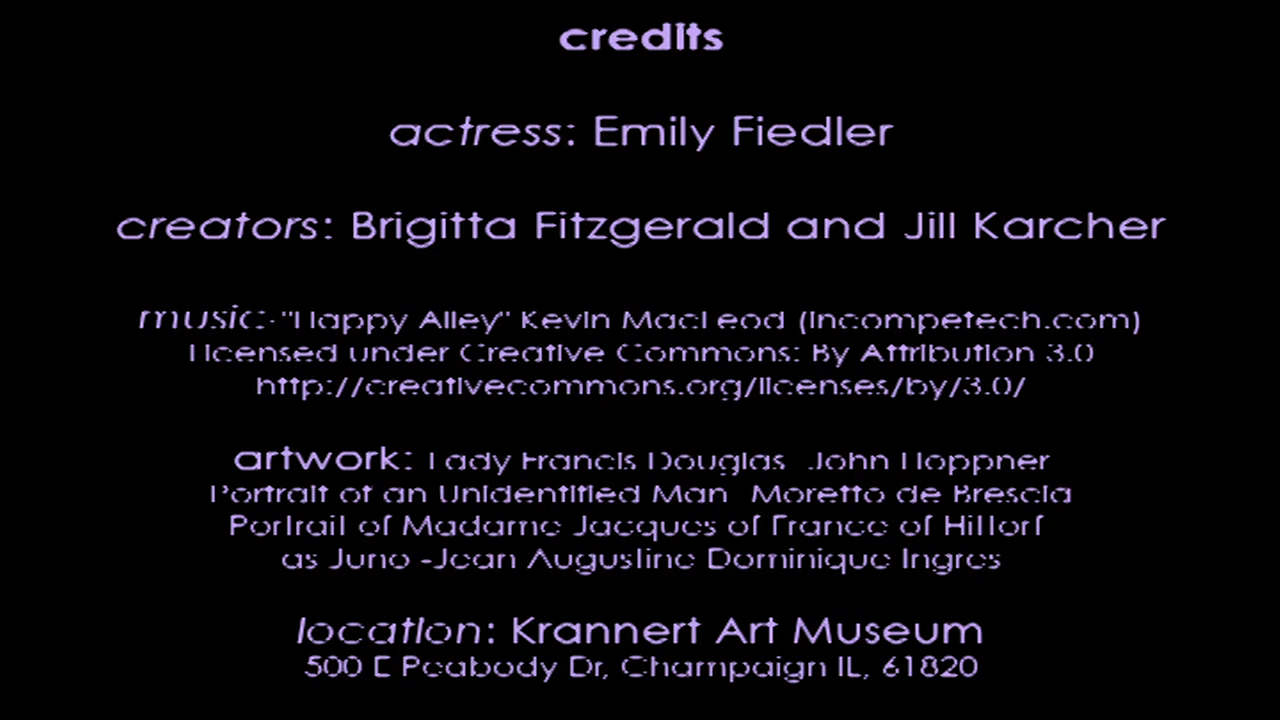 credits
actress: Emily Fiedler
creators: Brigitta Fitzgerald and Jill Karcher
music- "Happy Alley" Kevin MacLeod (incompetech.com)
Licensed under Creative Commons: By Attribution 3.0
http://creativecommons.org/licenses/by/3.0/
artwork: Lady Francis Douglas -John Hoppner
Portrait of an Unidentified Man -Moretto de Brescia
Portrait of Madame Jacques of France of Hittorf
as Juno -Jean Augustine Dominique Ingres
location: Krannert Art Museum
500 E Peabody Dr, Champaign IL, 61820